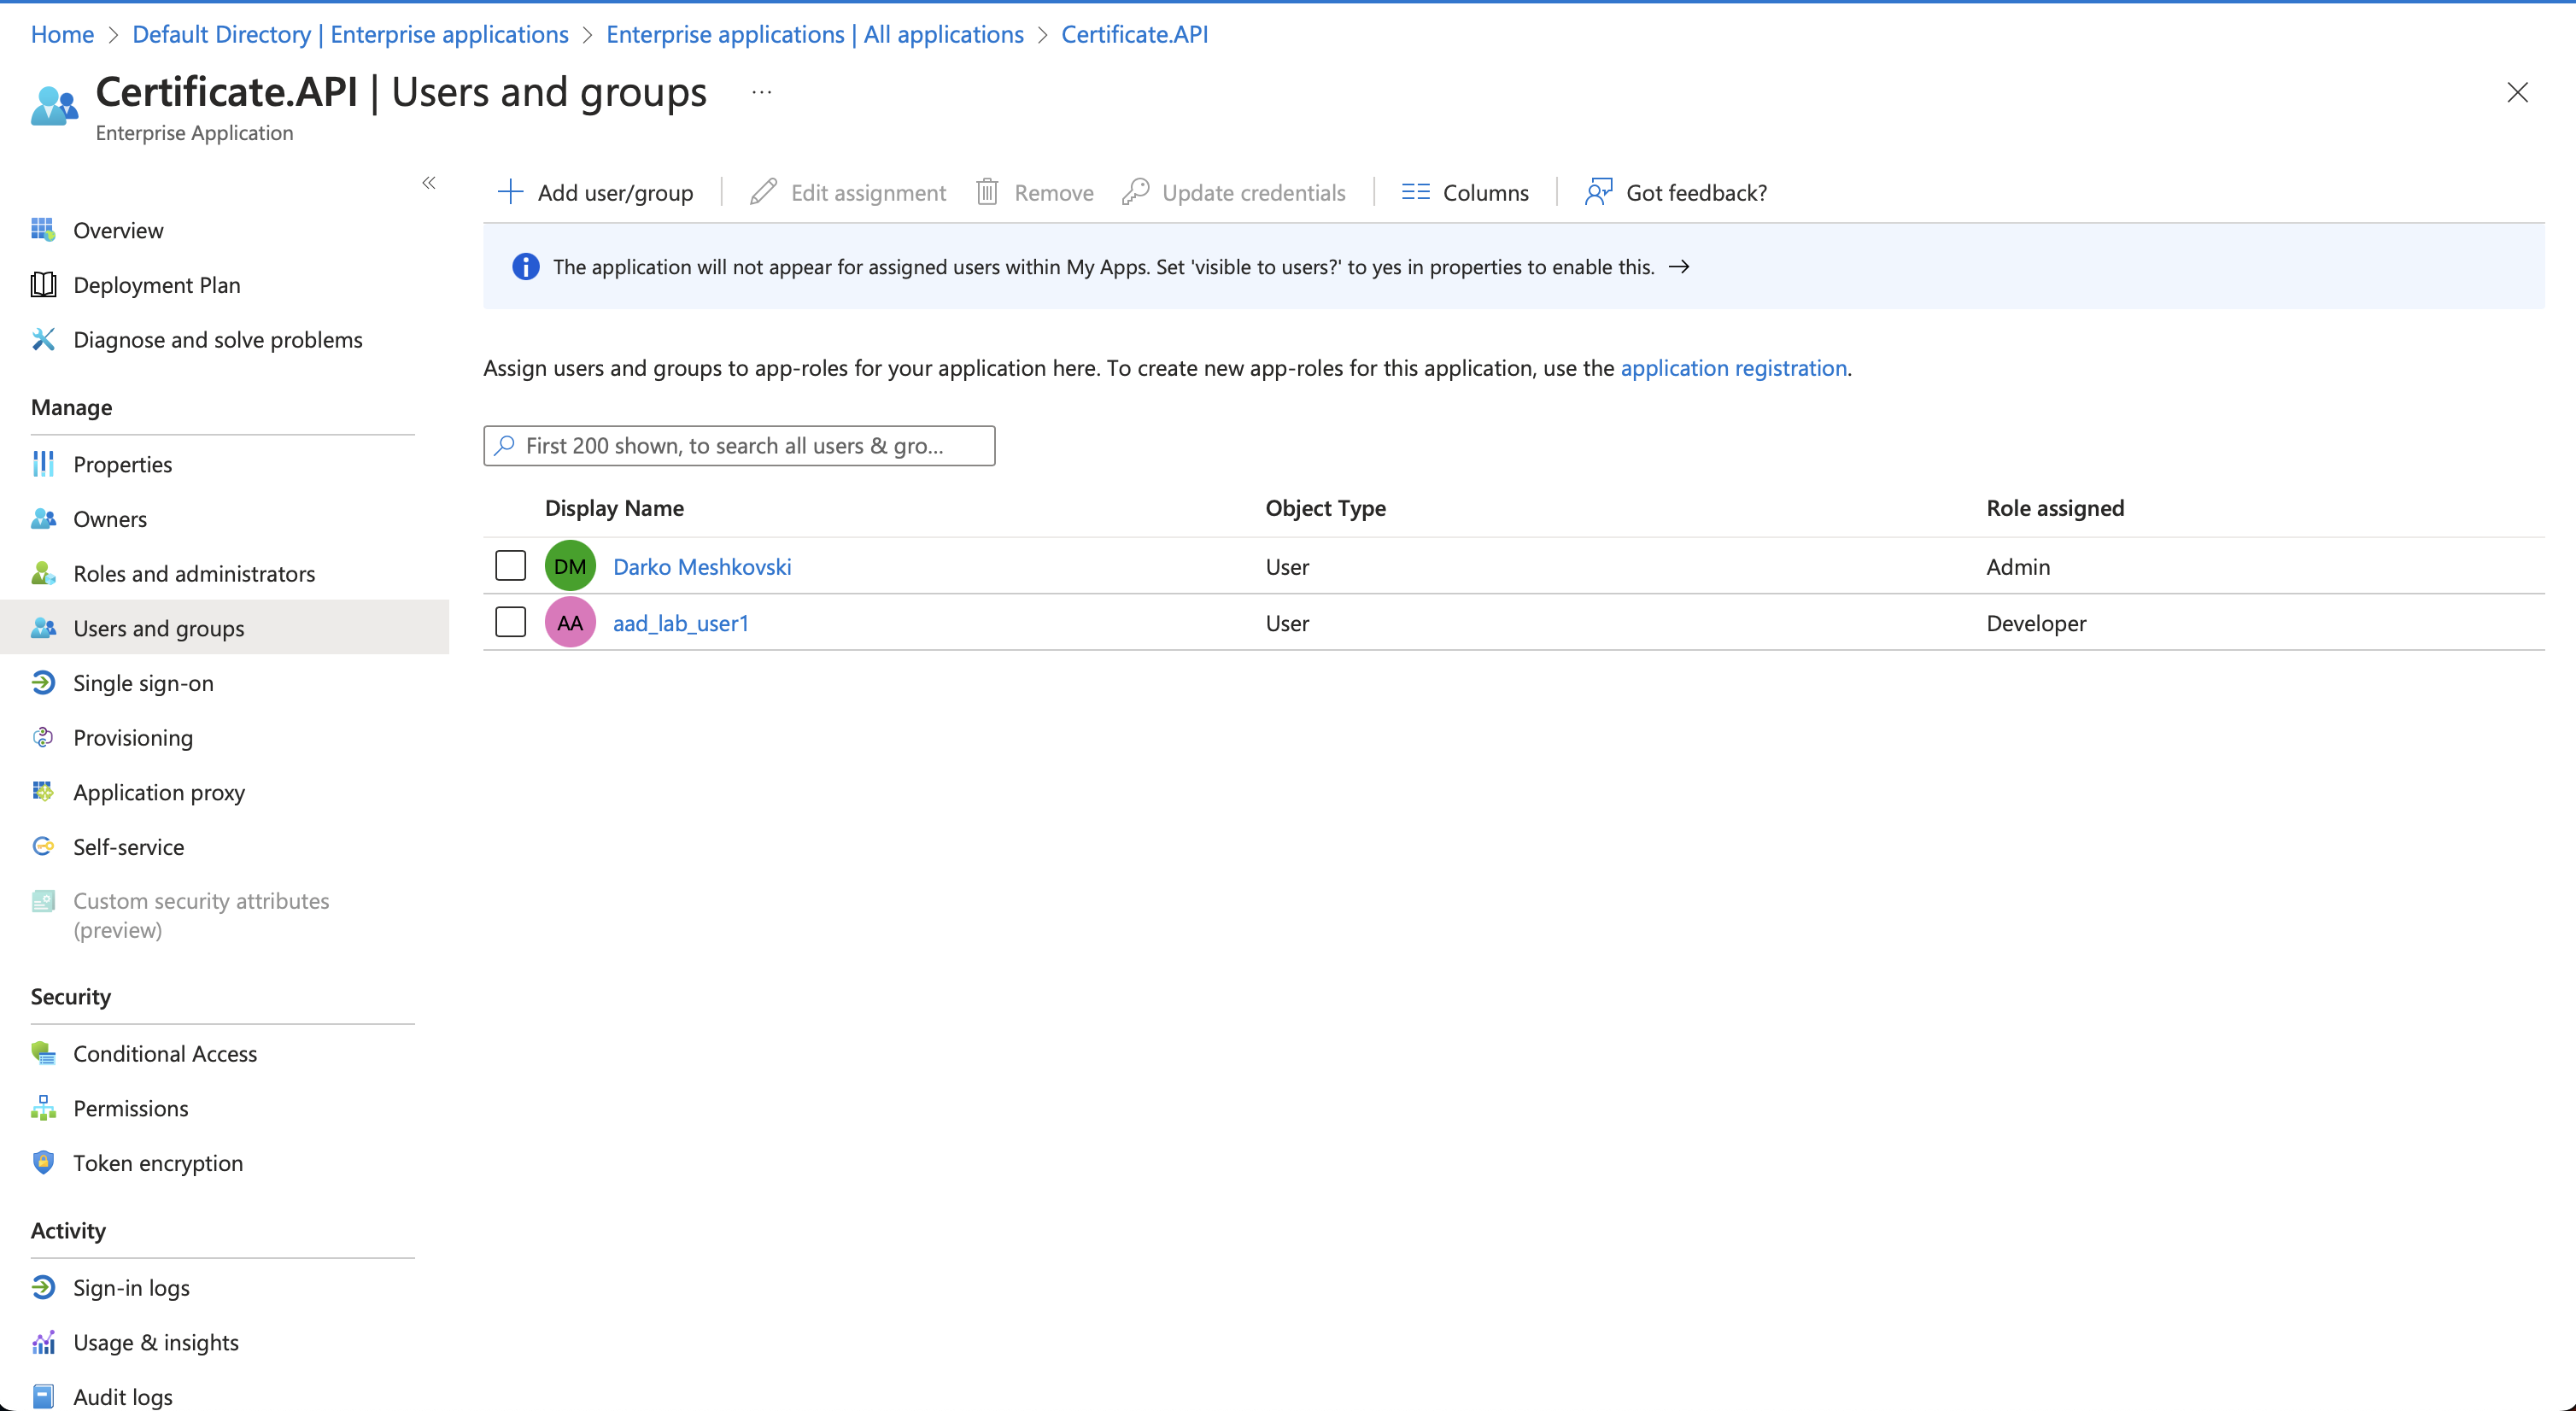 Home > Default Directory | Enterprise applications > Enterprise applications | All applications > Certificate.API
Certificate.API | Users and groups ...
Enterprise Application
Add user/group
Edit assignment
Remove
Update credentials
Columns
Got feedback?
The application will not appear for assigned users within My Apps. Set 'visible to users?' to yes in properties to enable this. →
Assign users and groups to app-roles for your application here. To create new app-roles for this application, use the application registration.
First 200 shown, to search all users & gro...
Display Name Object Type Role assigned
DM Darko Meshkovski User Admin
AA aad_lab_user1 User Developer
Overview
Deployment Plan
Diagnose and solve problems
Manage
Properties
Owners
Roles and administrators
Users and groups
Single sign-on
Provisioning
Application proxy
Self-service
Custom security attributes
(preview)
Security
Conditional Access
Permissions
Token encryption
Activity
Sign-in logs
Usage & insights
Audit logs